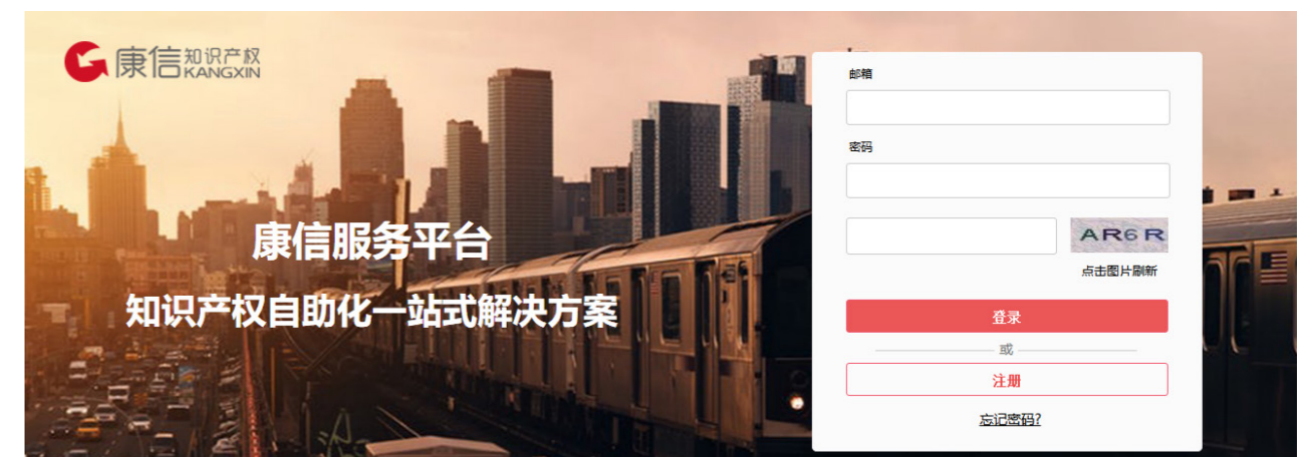 康信知识产权
KANGXIN
康信服务平台
知识产权自助化一站式解决方案
邮箱
密码
AR6R
点击图片刷新
登录
或
注册
忘记密码?